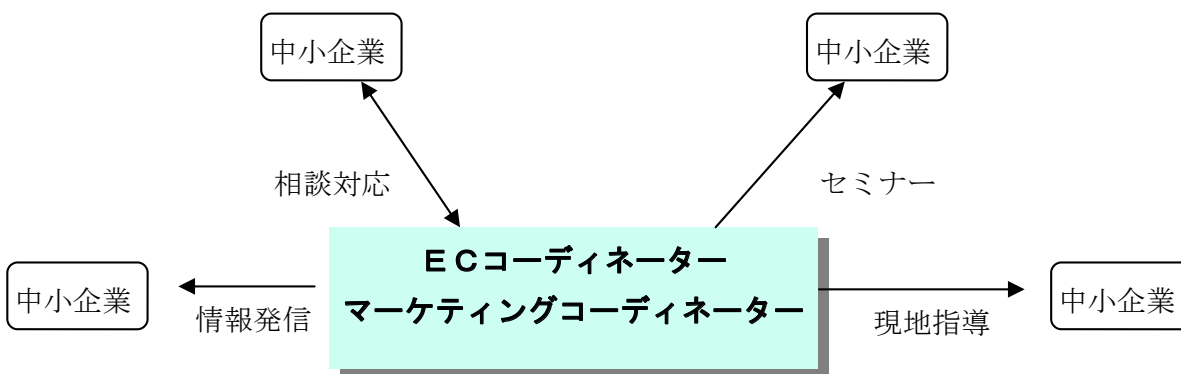 中小企業
中小企業
相談対応
セミナー
ECコーディネーター
マーケティングコーディネーター
中小企業
情報発信
現地指導
中小企業